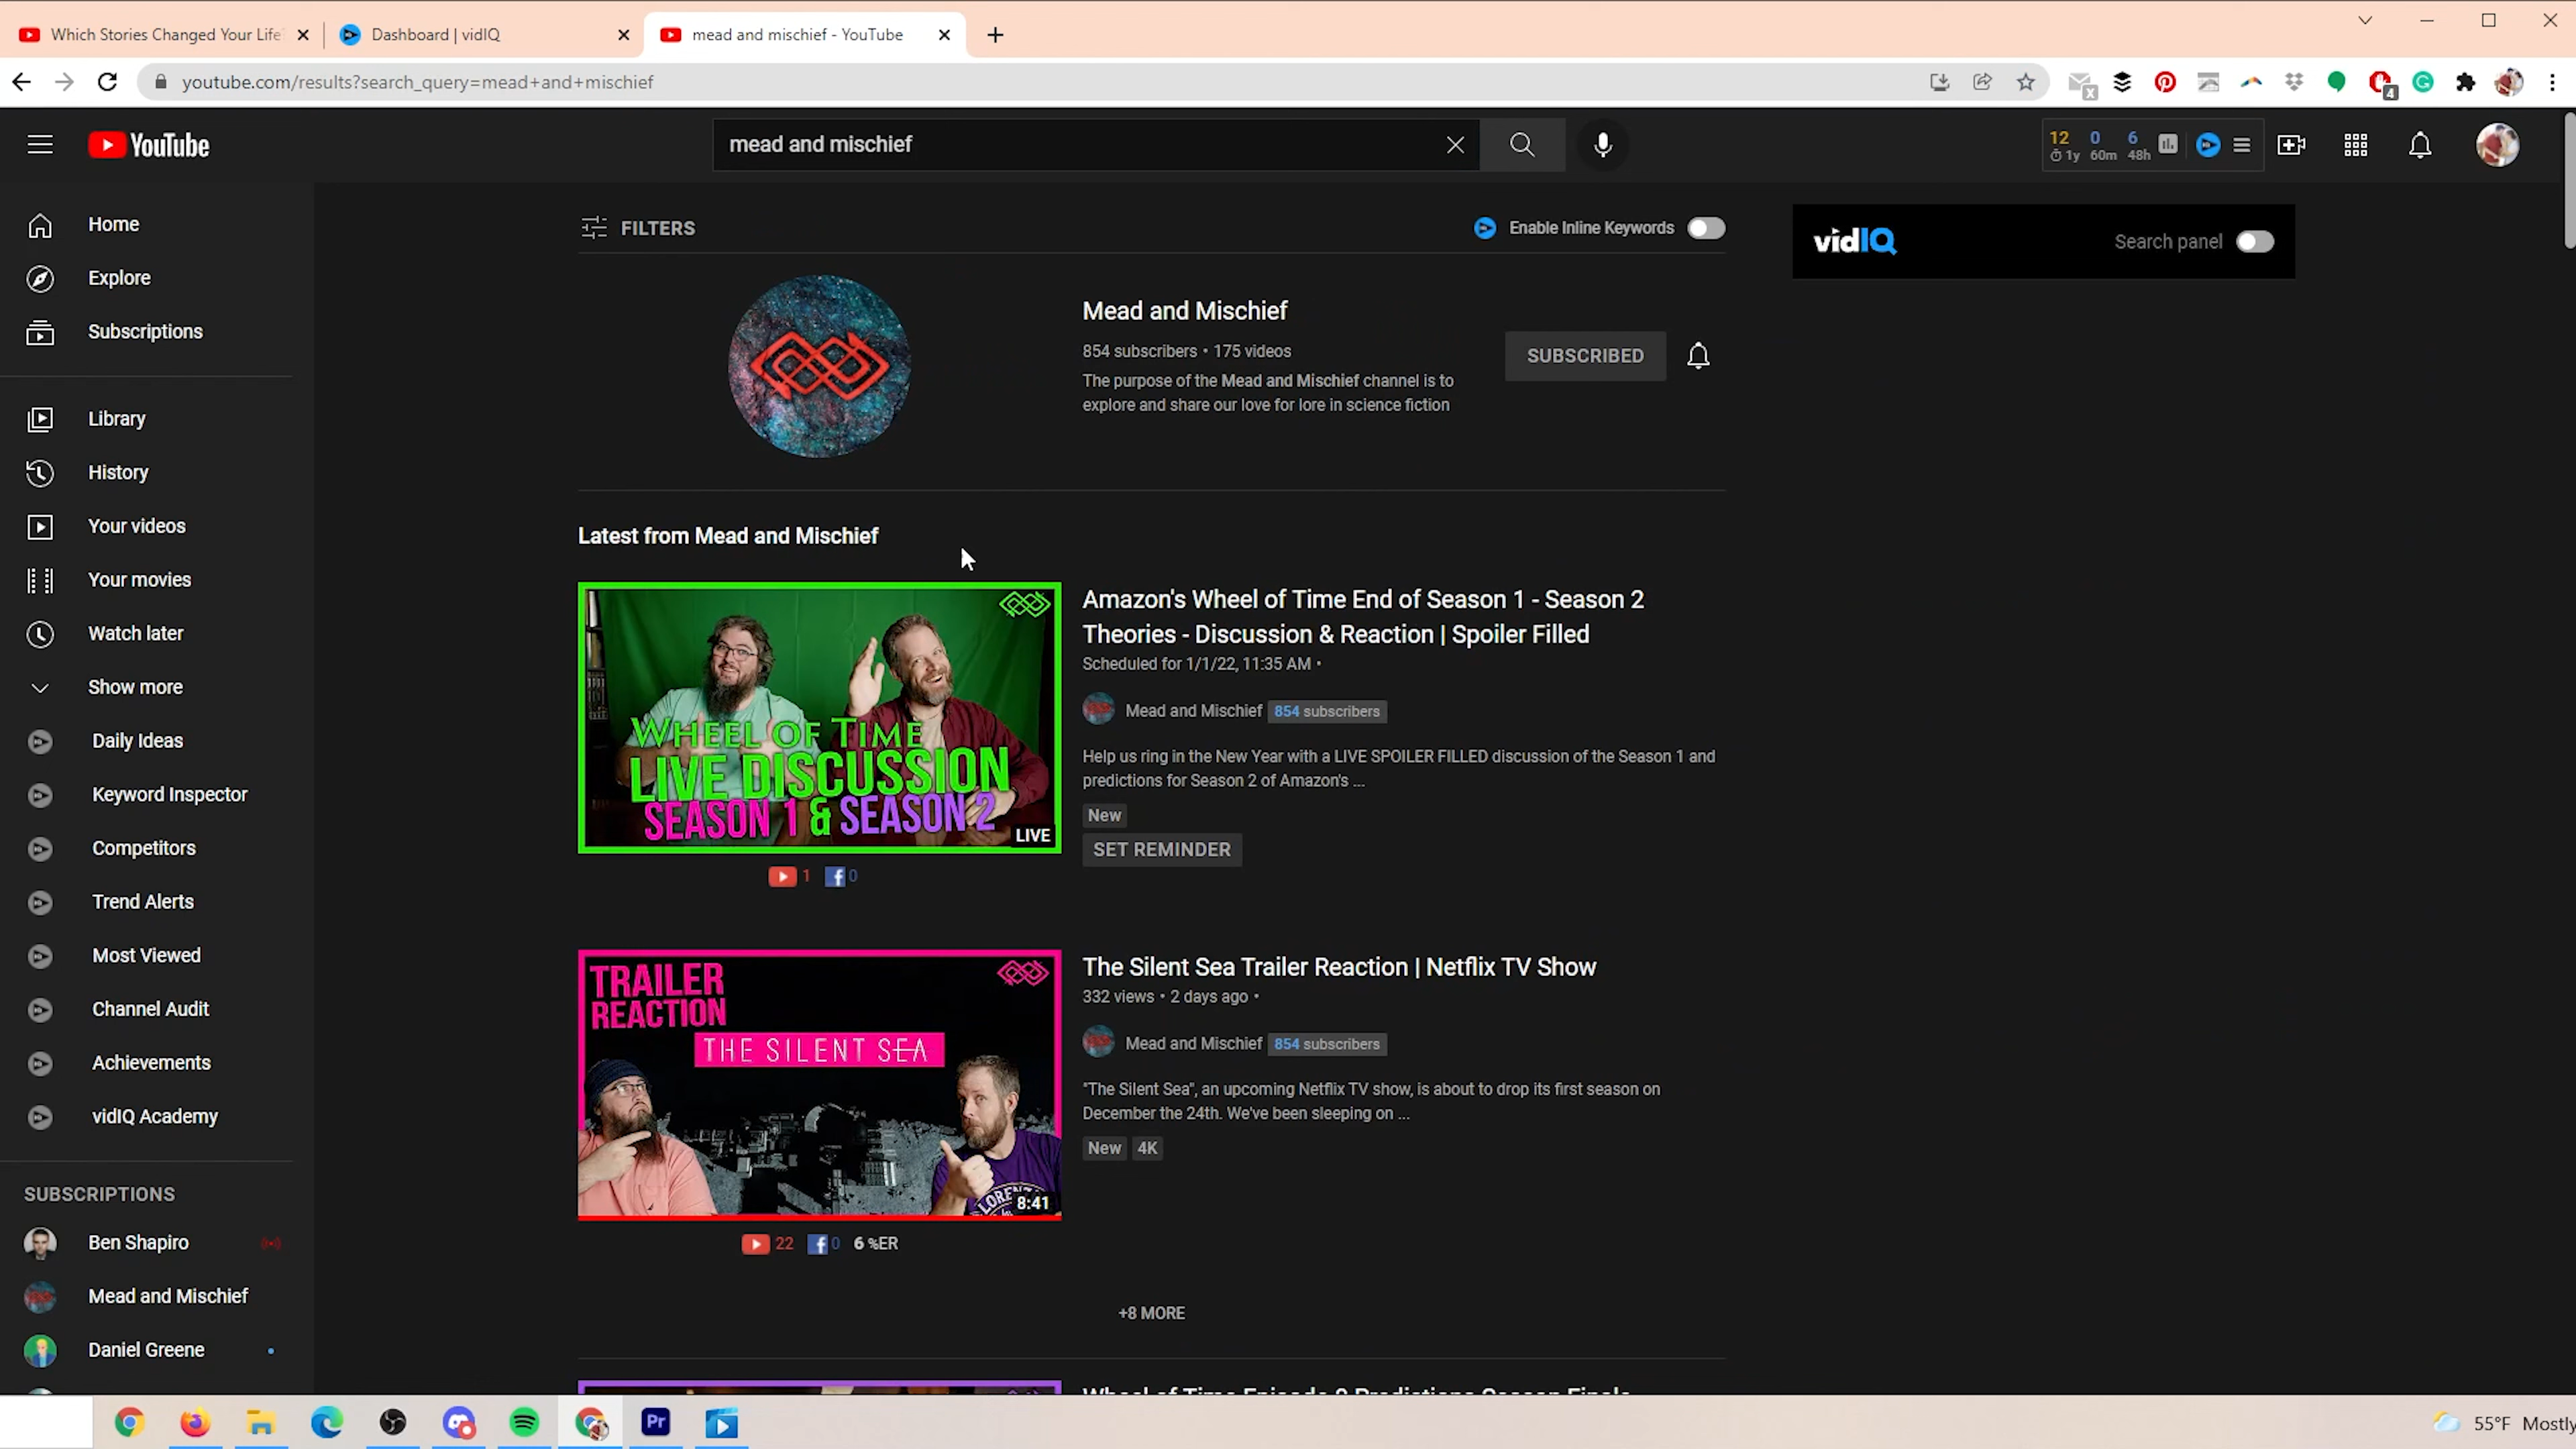 Which Stories Changed Your Life
Dashboard | vidIQ
mead and mischief - YouTube
youtube.com/results?search_query=mead+and+mischief
X
4
YouTube
mead and mischief
12 0 6
1y 60m 48h
Home
Explore
Subscriptions
Library
History
Your videos
Your movies
Watch later
Show more
Daily Ideas
Keyword Inspector
Competitors
Trend Alerts
Most Viewed
Channel Audit
Achievements
vidIQ Academy
SUBSCRIPTIONS
Ben Shapiro
Mead and Mischief
Daniel Greene
FILTERS
Enable Inline Keywords
vidIQ
Search panel
Mead and Mischief
854 subscribers • 175 videos
The purpose of the Mead and Mischief channel is to
explore and share our love for lore in science fiction
SUBSCRIBED
Latest from Mead and Mischief
WHEEL OF TIME
LIVE DISCUSSION
SEASON 1 & SEASON 2
LIVE
1 0
Amazon's Wheel of Time End of Season 1 - Season 2
Theories - Discussion & Reaction | Spoiler Filled
Scheduled for 1/1/22, 11:35 AM •
Mead and Mischief 854 subscribers
Help us ring in the New Year with a LIVE SPOILER FILLED discussion of the Season 1 and
predictions for Season 2 of Amazon's ...
New
SET REMINDER
TRAILER
REACTION
THE SILENT SEA
8:41
22 0 6 %ER
The Silent Sea Trailer Reaction | Netflix TV Show
332 views • 2 days ago •
Mead and Mischief 854 subscribers
"The Silent Sea", an upcoming Netflix TV show, is about to drop its first season on
December the 24th. We've been sleeping on ...
New 4K
+8 MORE
Wheel of Time Episode 8 Predictions Season Finale
Pr
55°F Mostly